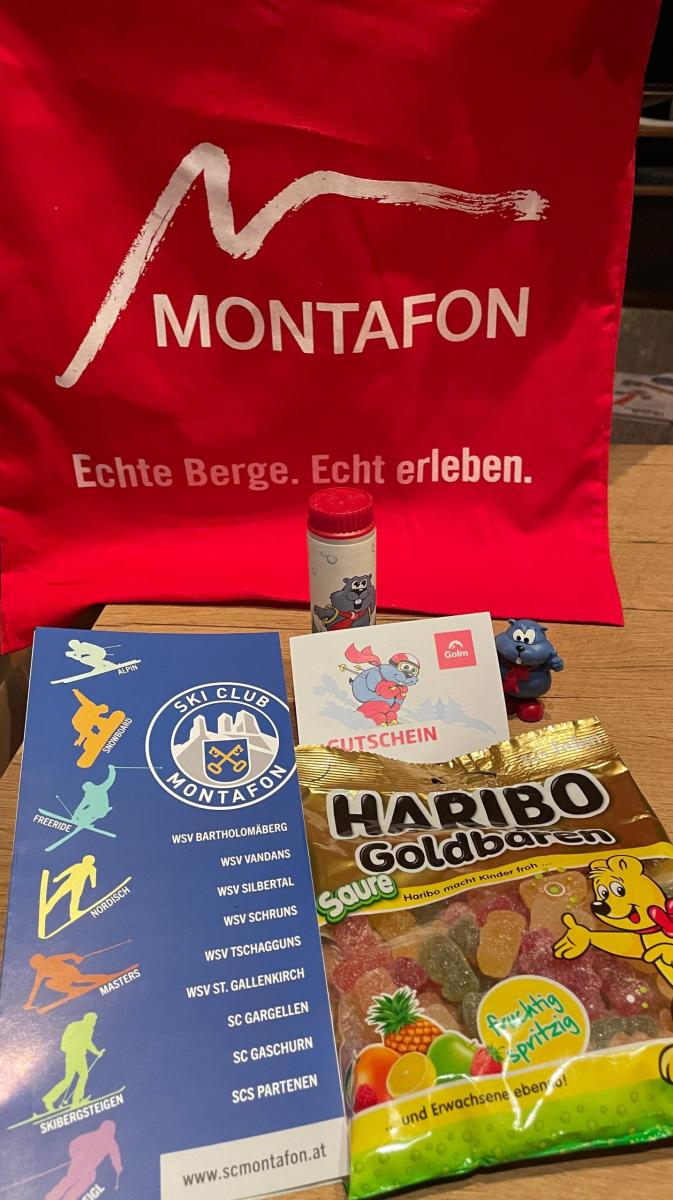 MONTAFON
Echte Berge. Echt erleben.
ALPIN
SNOWBOARD
FREERIDE
NORDISCH
MASTERS
SKIBERGSTEIGEN
SKI CLUB
MONTAFON
WSV BARTHOLOMÄBERG
WSV VANDANS
WSV SILBERTAL
WSV SCHRUNS
WSV TSCHAGGUNS
WSV ST. GALLENKIRCH
SC GARGELLEN
SC GASCHURN
SCS PARTENEN
www.scmontafon.at
Golm
GUTSCHEIN
HARIBO
Goldbären
Saure
Haribo macht Kinder froh ...
fruchtig
spritzig
...und Erwachsene ebenso!